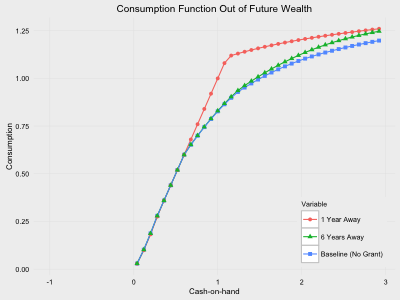 Consumption Function Out of Future Wealth
1.25
1.00
0.75
0.50
0.25
0.00
Consumption
-1
0
1
2
3
Cash-on-hand
Variable
1 Year Away
6 Years Away
Baseline (No Grant)